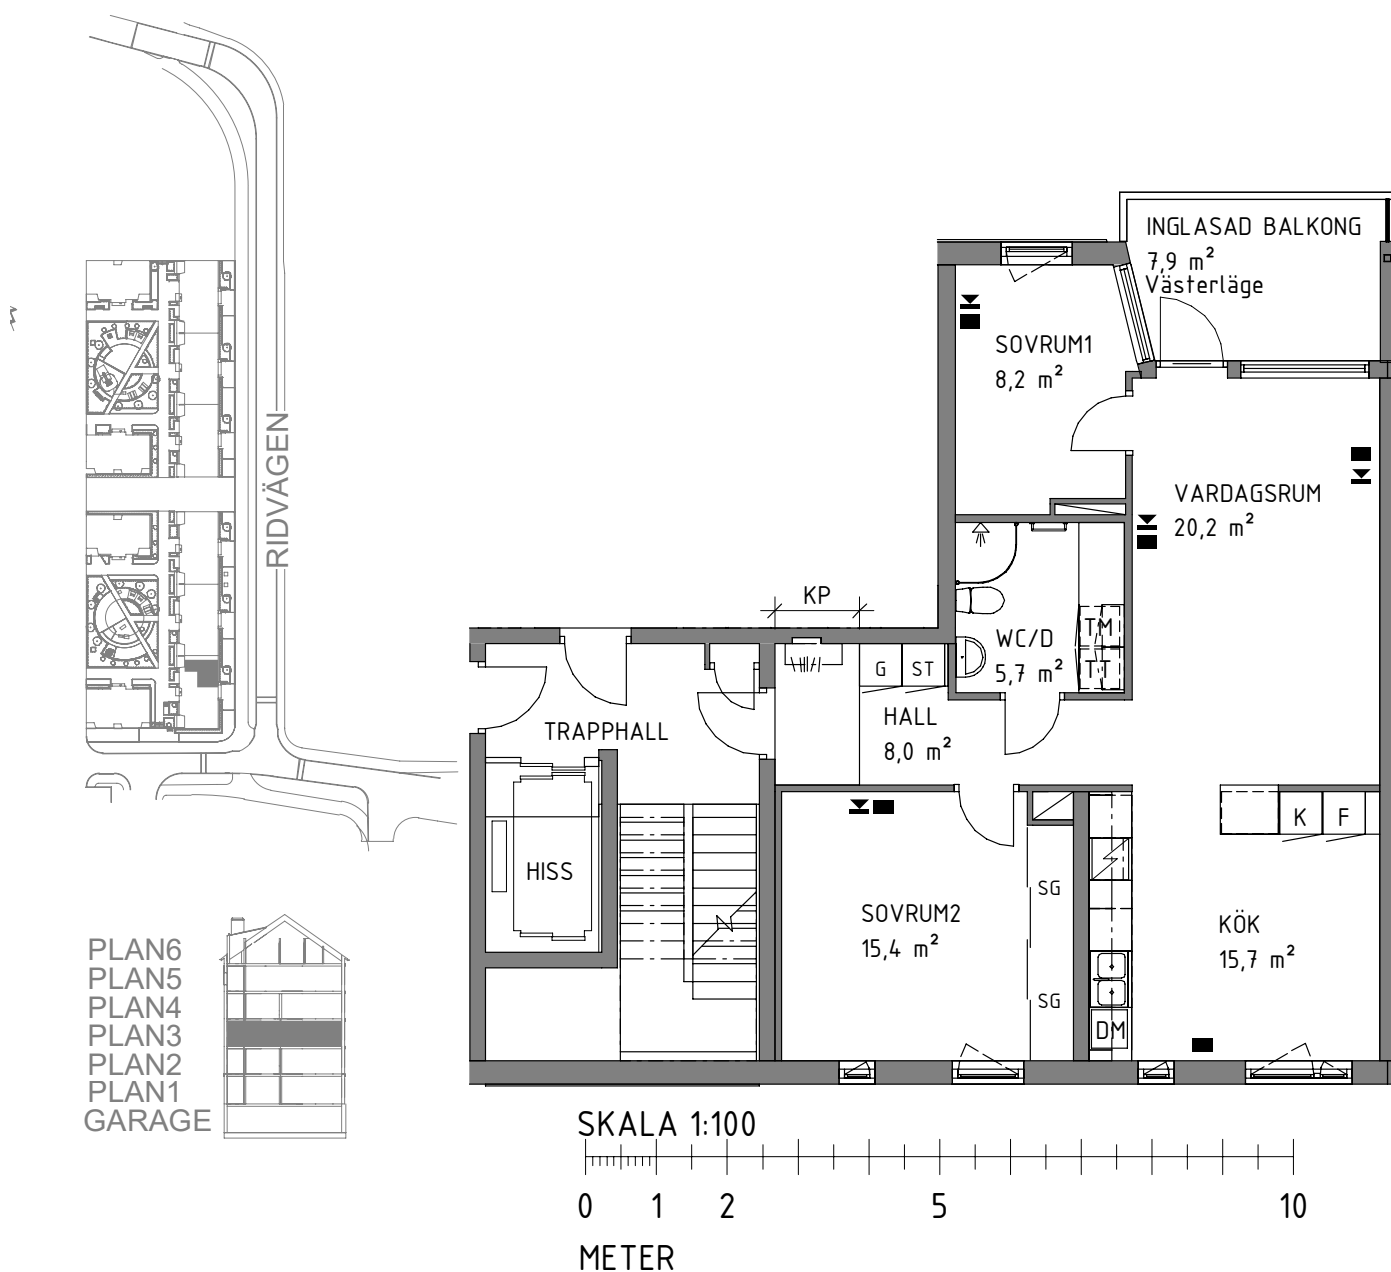 RIDVÄGEN
INGLASAD BALKONG
7,9 m²
Västerläge
SOVRUM1
8,2 m²
VARDAGSRUM
20,2 m²
KP
WC/D
5,7 m²
TM
TT
G
ST
HALL
8,0 m²
TRAPPHALL
HISS
SOVRUM2
15,4 m²
SG
SG
K
F
KÖK
15,7 m²
DM
PLAN6
PLAN5
PLAN4
PLAN3
PLAN2
PLAN1
GARAGE
SKALA 1:100
0 1 2 5 10
METER